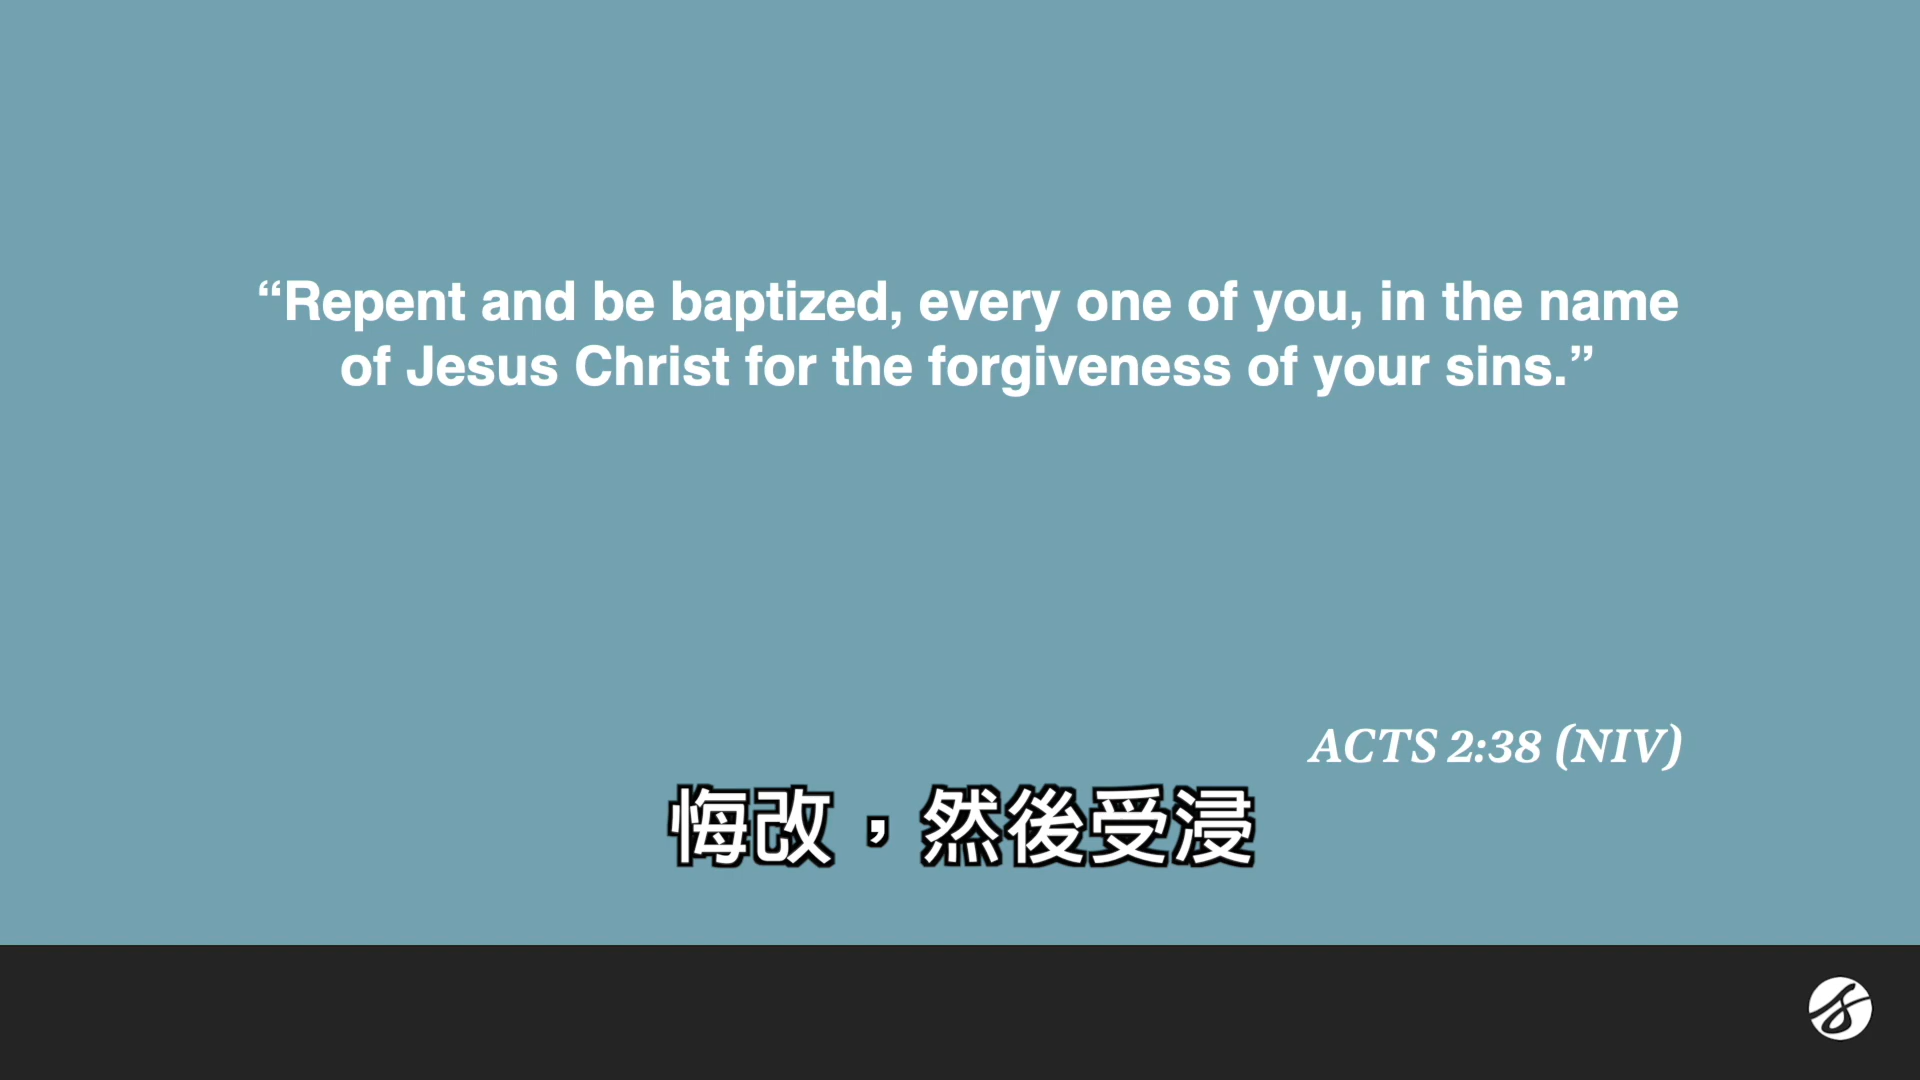 “Repent and be baptized, every one of you, in the name
of Jesus Christ for the forgiveness of your sins.”
ACTS 2:38 (NIV)
悔改，然後受浸